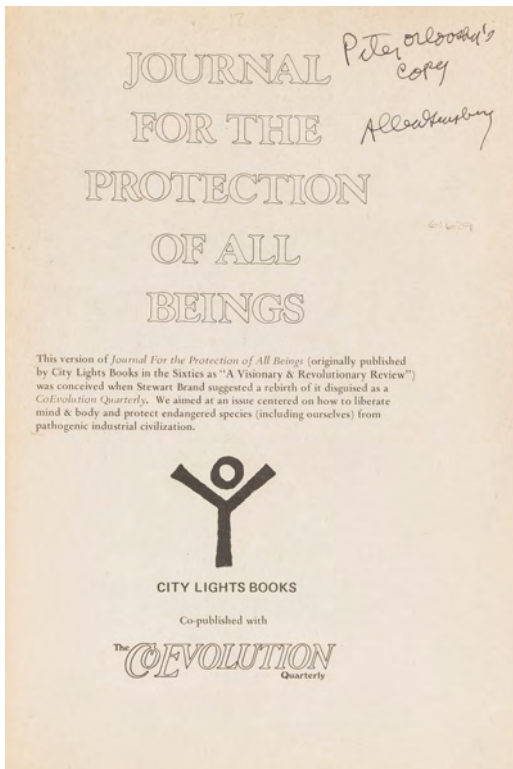 Peter Orlovsky's
copy
Allen Ginsberg
JOURNAL
FOR THE
PROTECTION
OF ALL
BEINGS
This version of Journal For the Protection of All Beings (originally published
by City Lights Books in the Sixties as “A Visionary & Revolutionary Review”)
was conceived when Stewart Brand suggested a rebirth of it disguised as a
CoEvolution Quarterly. We aimed at an issue centered on how to liberate
mind & body and protect endangered species (including ourselves) from
pathogenic industrial civilization.
CITY LIGHTS BOOKS
Co-published with
The CoEVOLUTION
Quarterly